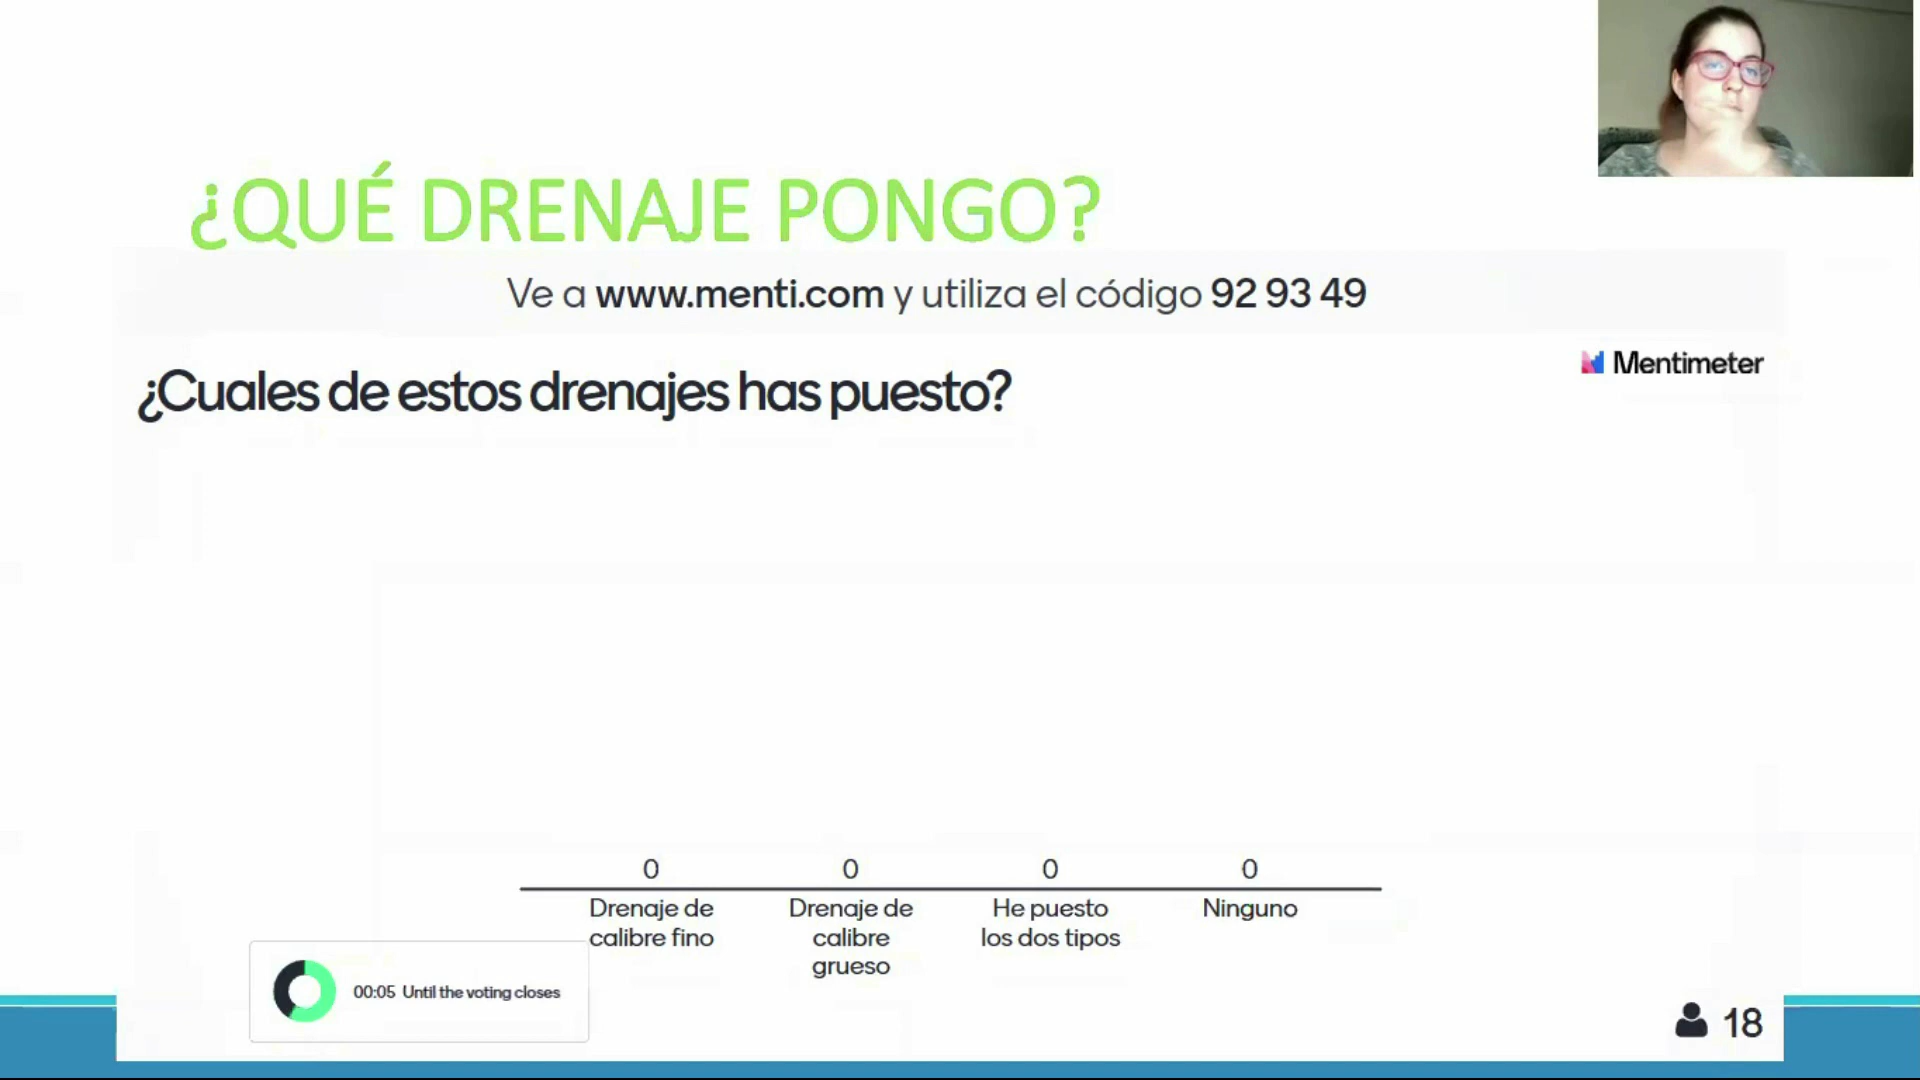 ¿QUÉ DRENAJE PONGO?
Ve a www.menti.com y utiliza el código 92 93 49
Mentimeter
¿Cuales de estos drenajes has puesto?
0
0
0
0
Drenaje de
calibre fino
Drenaje de
calibre
grueso
He puesto
los dos tipos
Ninguno
00:05 Until the voting closes
18